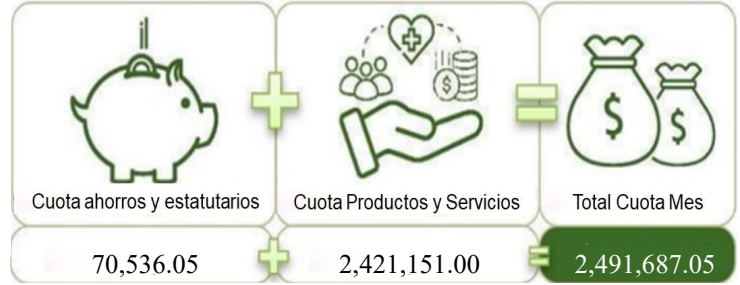 Cuota ahorros y estatutarios + Cuota Productos y Servicios = Total Cuota Mes
70,536.05 + 2,421,151.00 = 2,491,687.05